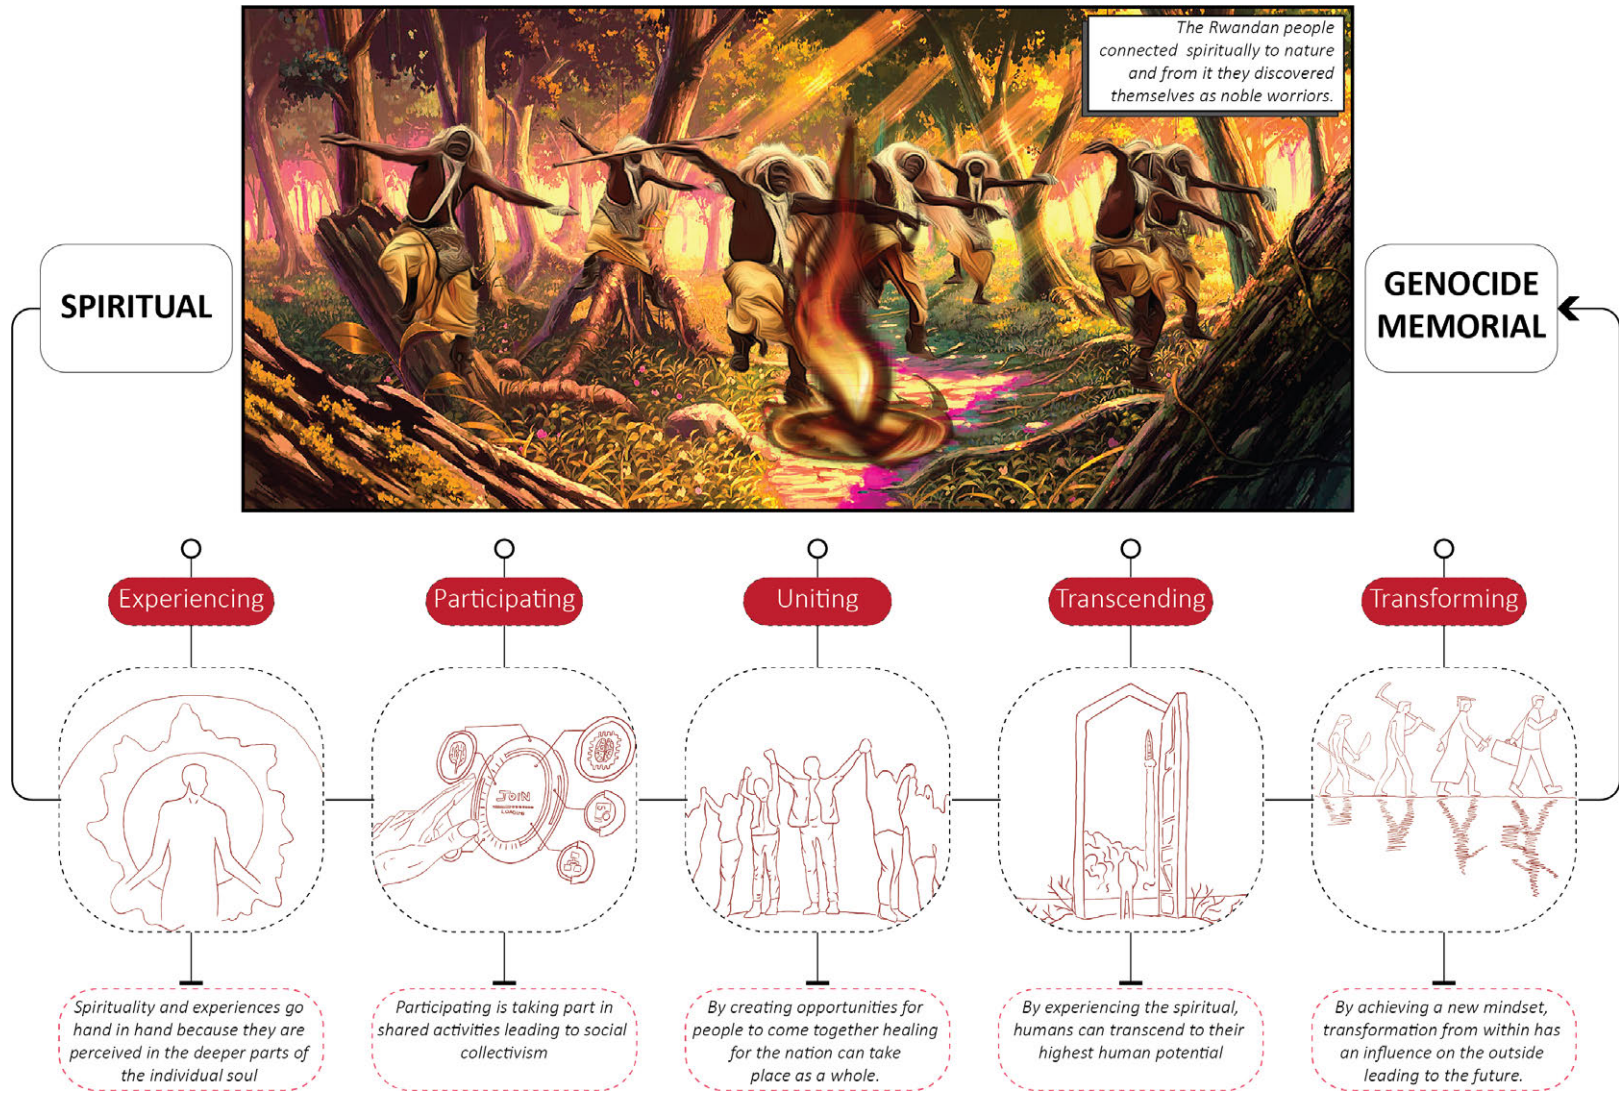 The Rwandan people
connected spiritually to nature
and from it they discovered
themselves as noble worriors.
SPIRITUAL
GENOCIDE
MEMORIAL
Experiencing
Participating
Uniting
Transcending
Transforming
JOIN
Spirituality and experiences go
hand in hand because they are
perceived in the deeper parts of
the individual soul
Participating is taking part in
shared activities leading to social
collectivism
By creating opportunities for
people to come together healing
for the nation can take
place as a whole.
By experiencing the spiritual,
humans can transcend to their
highest human potential
By achieving a new mindset,
transformation from within has
an influence on the outside
leading to the future.